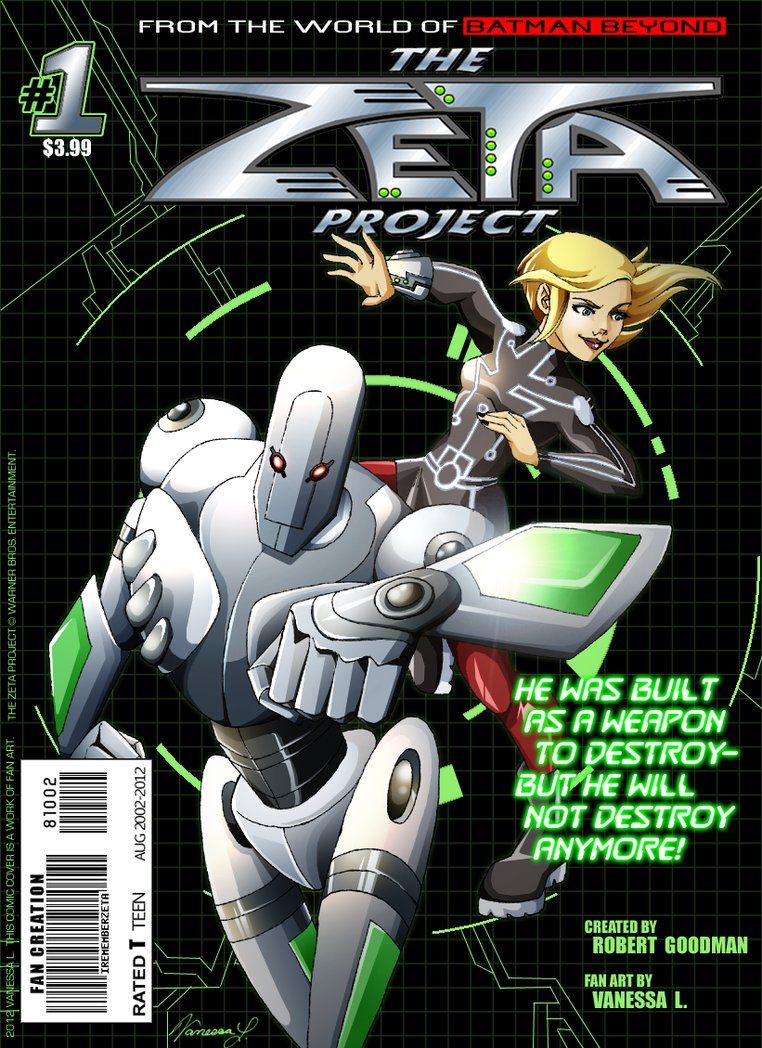 FROM THE WORLD OF BATMAN BEYOND
THE
ZETA
PROJECT
#1
$3.99
HE WAS BUILT
AS A WEAPON
TO DESTROY-
BUT HE WILL
NOT DESTROY
ANYMORE!
CREATED BY
ROBERT GOODMAN
FAN ART BY
VANESSA L.
2012 VANESSA L. THIS COMIC COVER IS A WORK OF FAN ART. THE ZETA PROJECT © WARNER BROS. ENTERTAINMENT.
FAN CREATION
81002
IREMEMBERZETA
RATED T TEEN AUG 2002-2012
Vanessa L.